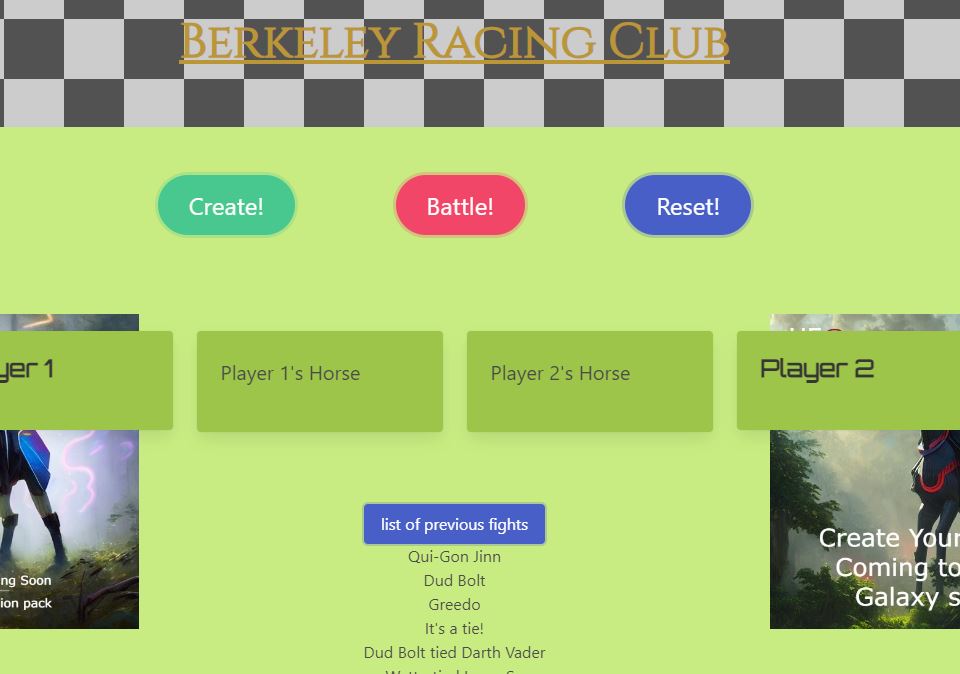 Berkeley Racing Club
Create!
Battle!
Reset!
yer 1
Player 1's Horse
Player 2's Horse
Player 2
list of previous fights
Qui-Gon Jinn
Dud Bolt
Greedo
It's a tie!
Dud Bolt tied Darth Vader
ng Soon
ion pack
Create Your
Coming to
Galaxy s